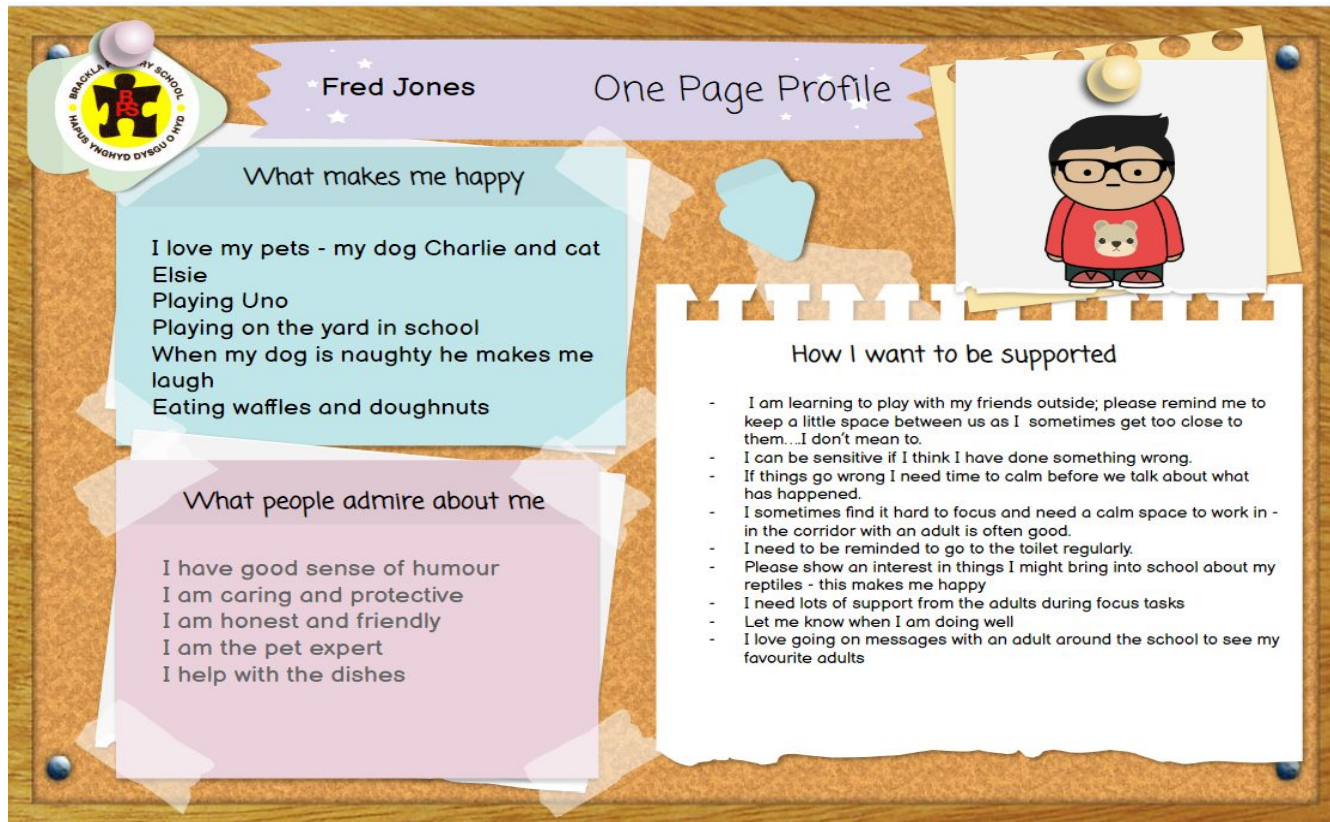 BRACKLA PRIMARY SCHOOL
HAPUS YNGHYD DYSGU O HYD
BPS
Fred Jones
One Page Profile
What makes me happy
I love my pets - my dog Charlie and cat
Elsie
Playing Uno
Playing on the yard in school
When my dog is naughty he makes me
laugh
Eating waffles and doughnuts
What people admire about me
I have good sense of humour
I am caring and protective
I am honest and friendly
I am the pet expert
I help with the dishes
How I want to be supported
- I am learning to play with my friends outside; please remind me to
keep a little space between us as I sometimes get too close to
them....I don't mean to.
- I can be sensitive if I think I have done something wrong.
- If things go wrong I need time to calm before we talk about what
has happened.
- I sometimes find it hard to focus and need a calm space to work in -
in the corridor with an adult is often good.
- I need to be reminded to go to the toilet regularly.
- Please show an interest in things I might bring into school about my
reptiles - this makes me happy
- I need lots of support from the adults during focus tasks
- Let me know when I am doing well
- I love going on messages with an adult around the school to see my
favourite adults